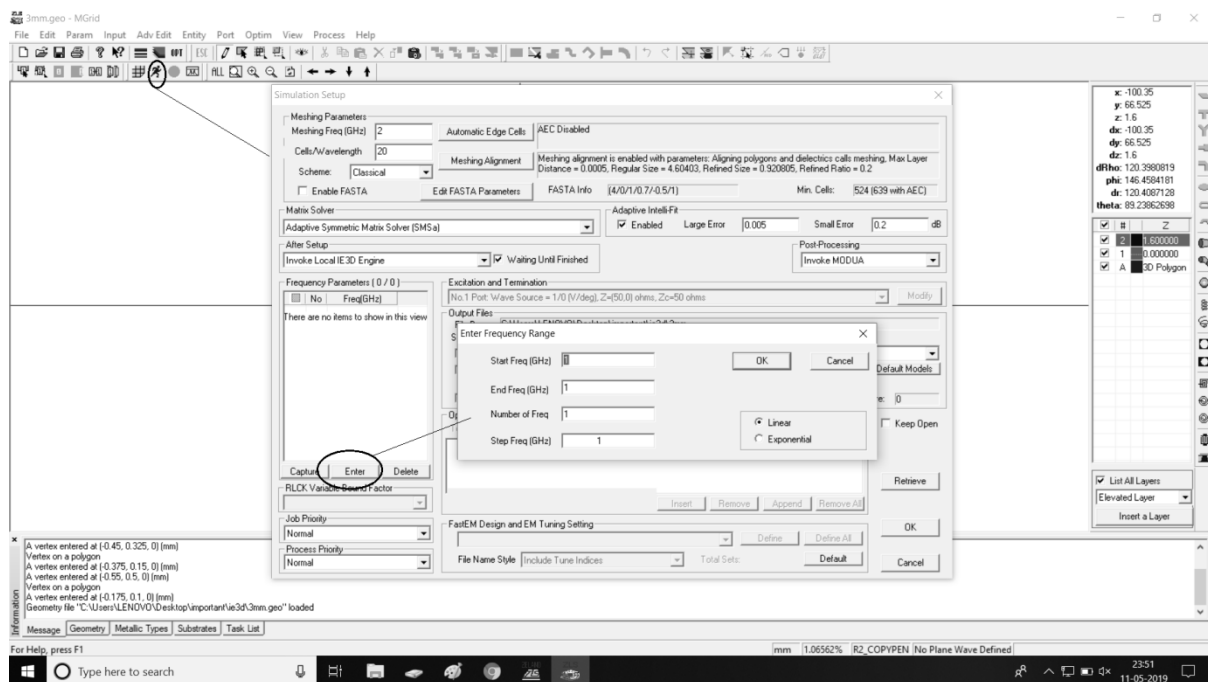 3mm.geo - MGrid
File Edit Param Input Adv Edit Entity Port Optim View Process Help
OPT ESC
ALL
Simulation Setup
Meshing Parameters
Meshing Freq (GHz) 2
Automatic Edge Cells
AEC Disabled
Cells/Wavelength 20
Meshing Alignment
Meshing alignment is enabled with parameters: Aligning polygons and dielectrics calls meshing, Max Layer
Distance = 0.0005, Regular Size = 4.60403, Refined Size = 0.920805, Refined Ratio = 0.2
Scheme: Classical
Enable FASTA
Edit FASTA Parameters
FASTA Info (4/0/1/0.7/-0.5/1)
Min. Cells: 524 (639 with AEC)
Matrix Solver
Adaptive Symmetric Matrix Solver (SMSa)
Adaptive Intelli-Fit
Enabled Large Error 0.005 Small Error 0.2 dB
After Setup
Invoke Local IE3D Engine
Waiting Until Finished
Post-Processing
Invoke MODUA
Frequency Parameters ( 0 / 0 )
No Freq(GHz)
There are no items to show in this view
Capture Enter Delete
Excitation and Termination
No.1 Port: Wave Source = 1/0 (V/deg), Z=(50,0) ohms, Zc=50 ohms
Modify
Output Files
Enter Frequency Range
Start Freq (GHz)
End Freq (GHz) 1
Number of Freq 1
Step Freq (GHz) 1
OK Cancel
Linear
Exponential
Default Models
0
Keep Open
Retrieve
Insert Remove Append Remove All
RLCK Variable Bound Factor
Job Priority
Normal
Process Priority
Normal
FastEM Design and EM Tuning Setting
Define Define All
File Name Style Include Tune Indices Total Sets: Default
OK
Cancel
x: -100.35
y: 66.525
z: 1.6
dx: -100.35
dy: 66.525
dz: 1.6
dRho: 120.3980819
phi: 146.4584181
dr: 120.4087128
theta: 89.23862698
# Z
2 1.600000
1 0.000000
A 3D Polygon
List All Layers
Elevated Layer
Insert a Layer
A vertex entered at (-0.45, 0.325, 0) (mm)
Vertex on a polygon
A vertex entered at (-0.375, 0.15, 0) (mm)
A vertex entered at (-0.55, 0.5, 0) (mm)
Vertex on a polygon
A vertex entered at (-0.175, 0.1, 0) (mm)
Geometry file "C:\Users\LENOVO\Desktop\important\ie3d\3mm.geo" loaded
Information
Message Geometry Metallic Types Substrates Task List
For Help, press F1
mm 1.06562% R2_COPYPEN No Plane Wave Defined
Type here to search
23:51
11-05-2019